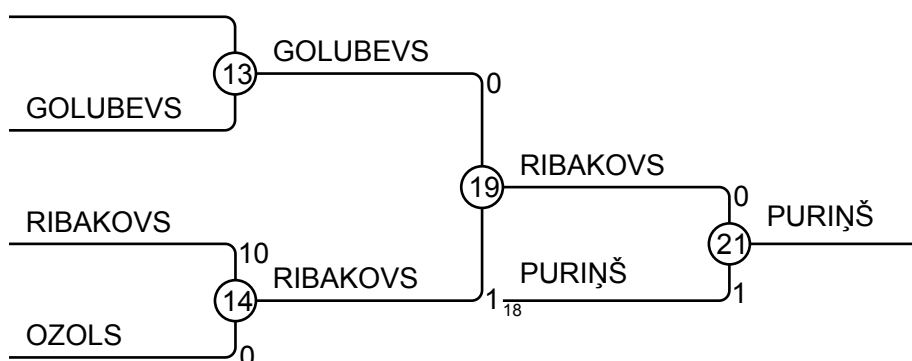 GOLUBEVS
13
0
GOLUBEVS
RIBAKOVS
19
0
RIBAKOVS
PURIŅŠ
21
10
RIBAKOVS
PURIŅŠ
14
1
18
1
OZOLS
0